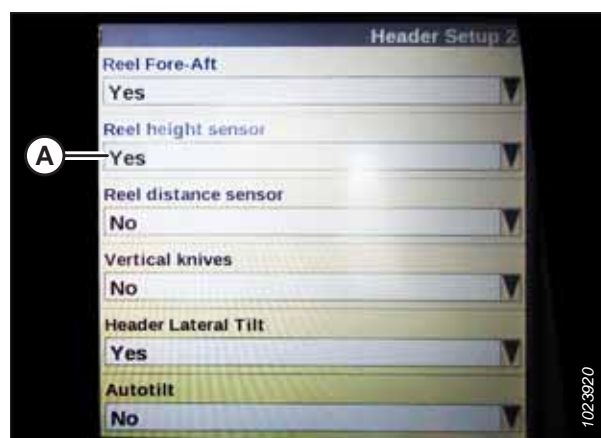 Header Setup 2
Reel Fore-Aft
Yes
Reel height sensor
A
Yes
Reel distance sensor
No
Vertical knives
No
Header Lateral Tilt
Yes
Autotilt
No
1023920